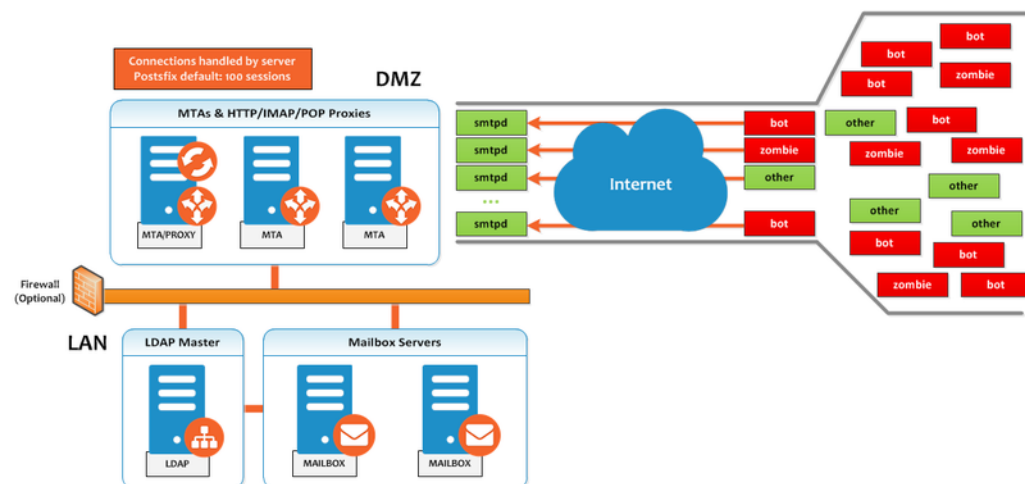 Connections handled by server
Postsfix default: 100 sessions
DMZ
MTAs & HTTP/IMAP/POP Proxies
MTA/PROXY
MTA
MTA
smtpd
smtpd
smtpd
...
smtpd
Internet
bot
zombie
other
bot
bot
bot
bot
zombie
other
bot
zombie
zombie
other
other
other
bot
bot
zombie
bot
Firewall
(Optional)
LAN
LDAP Master
LDAP
Mailbox Servers
MAILBOX
MAILBOX